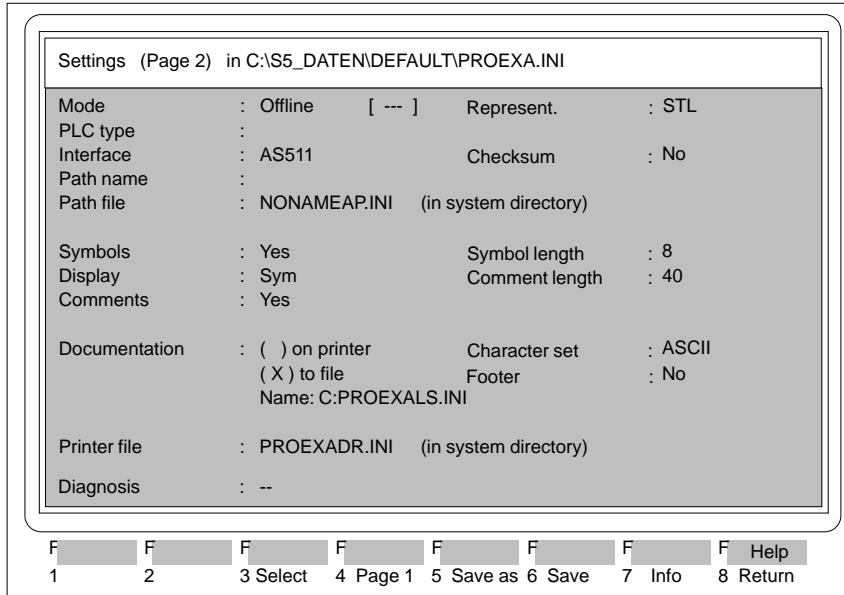 Settings (Page 2) in C:\S5_DATEN\DEFAULT\PROEXA.INI
Mode : Offline [ --- ] Represent. : STL
PLC type :
Interface : AS511 Checksum : No
Path name :
Path file : NONAMEAP.INI (in system directory)
Symbols : Yes Symbol length : 8
Display : Sym Comment length : 40
Comments : Yes
Documentation : ( ) on printer Character set : ASCII
( X ) to file Footer : No
Name: C:PROEXALS.INI
Printer file : PROEXADR.INI (in system directory)
Diagnosis : --
F F F F F F F F Help
1 2 3 Select 4 Page 1 5 Save as 6 Save 7 Info 8 Return